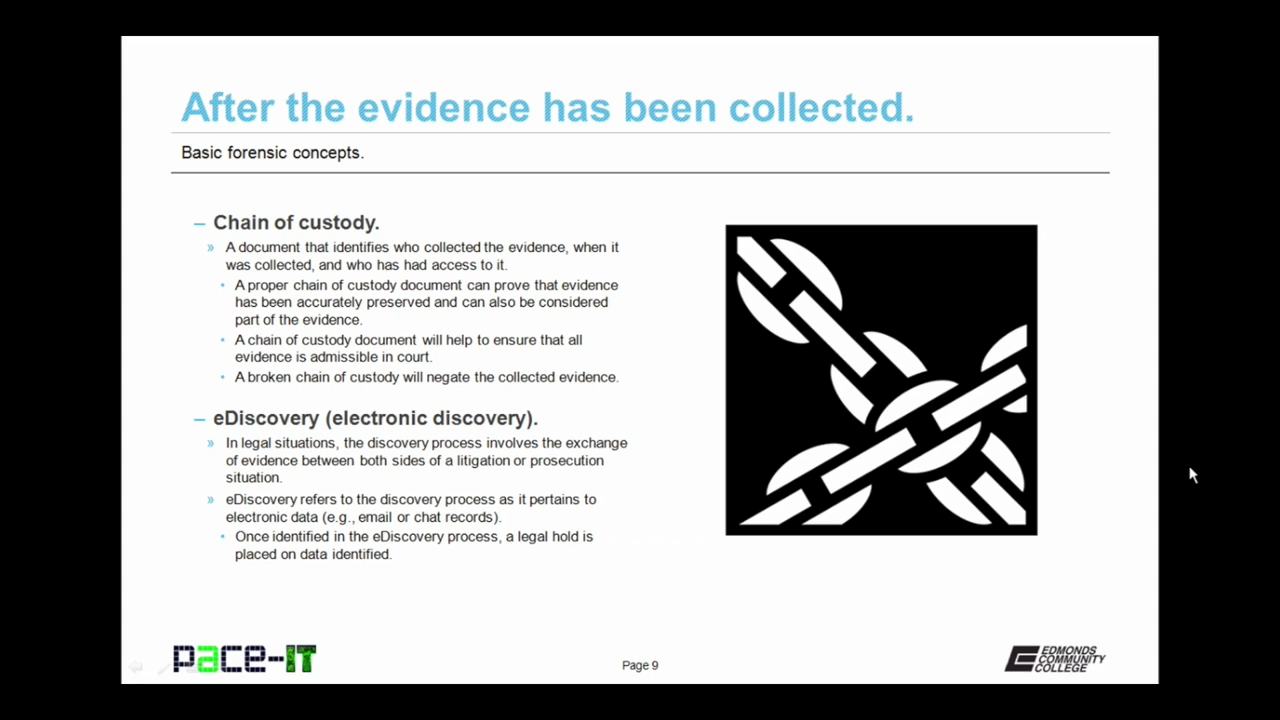 After the evidence has been collected.
Basic forensic concepts.
– Chain of custody.
» A document that identifies who collected the evidence, when it
was collected, and who has had access to it.
• A proper chain of custody document can prove that evidence
has been accurately preserved and can also be considered
part of the evidence.
• A chain of custody document will help to ensure that all
evidence is admissible in court.
• A broken chain of custody will negate the collected evidence.
– eDiscovery (electronic discovery).
» In legal situations, the discovery process involves the exchange
of evidence between both sides of a litigation or prosecution
situation.
» eDiscovery refers to the discovery process as it pertains to
electronic data (e.g., email or chat records).
• Once identified in the eDiscovery process, a legal hold is
placed on data identified.
pace-IT
Page 9
EDMONDS
COMMUNITY
COLLEGE